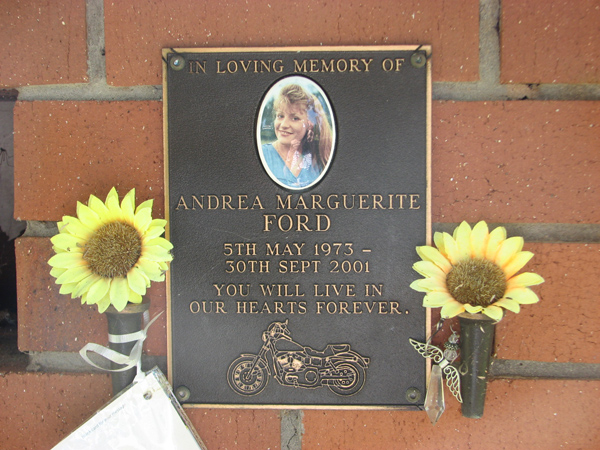 IN LOVING MEMORY OF
ANDREA MARGUERITE
FORD
5TH MAY 1973 –
30TH SEPT 2001
YOU WILL LIVE IN
OUR HEARTS FOREVER.